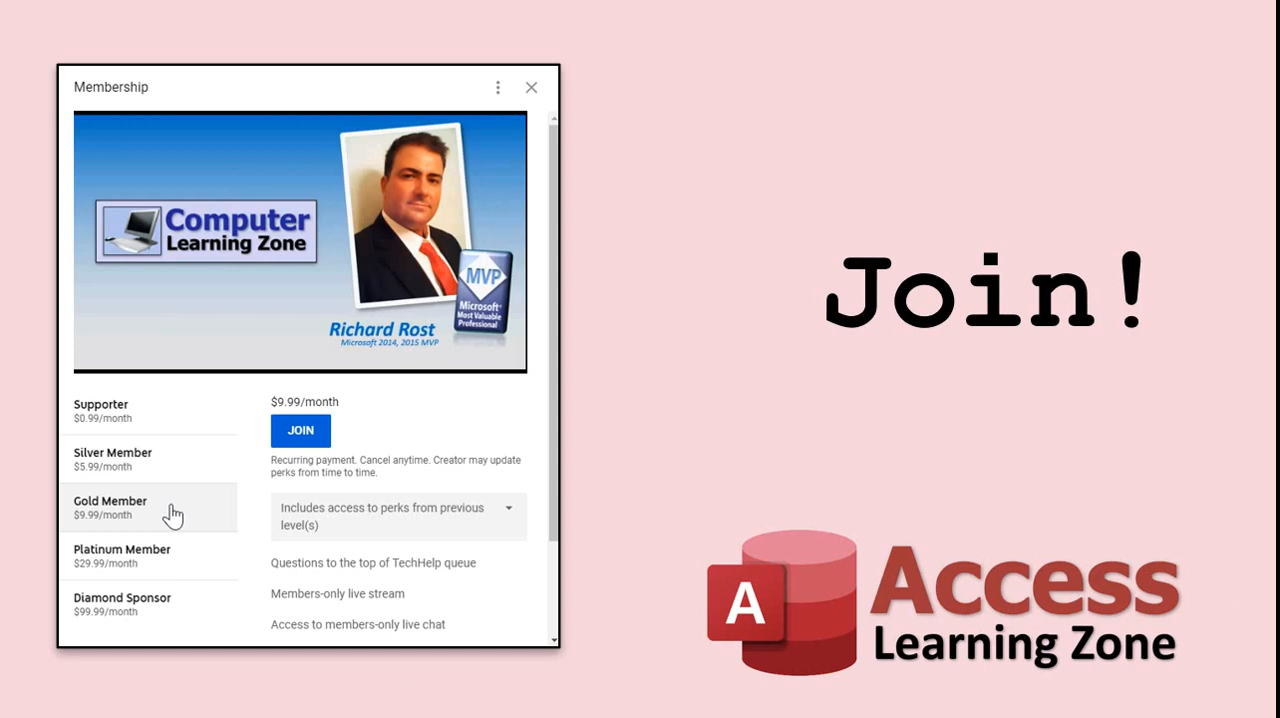 Membership
Computer
Learning Zone
MVP
Microsoft®
Most Valuable
Professional
Richard Rost
Microsoft 2014, 2015 MVP
Supporter
$0.99/month
Silver Member
$5.99/month
Gold Member
$9.99/month
Platinum Member
$29.99/month
Diamond Sponsor
$99.99/month
$9.99/month
JOIN
Recurring payment. Cancel anytime. Creator may update
perks from time to time.
Includes access to perks from previous
level(s)
Questions to the top of TechHelp queue
Members-only live stream
Access to members-only live chat
Join!
A
Access
Learning Zone